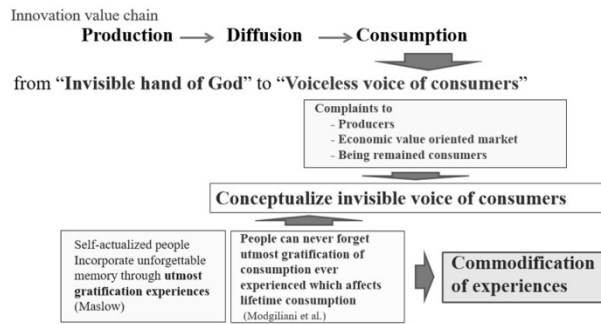 Innovation value chain
Production → Diffusion → Consumption
from “Invisible hand of God” to “Voiceless voice of consumers”
Complaints to
- Producers
- Economic value oriented market
- Being remained consumers
Conceptualize invisible voice of consumers
Self-actualized people
Incorporate unforgettable
memory through utmost
gratification experiences
(Maslow)
People can never forget
utmost gratification of
consumption ever
experienced which affects
lifetime consumption
(Modgiliani et al.)
Commodification
of experiences